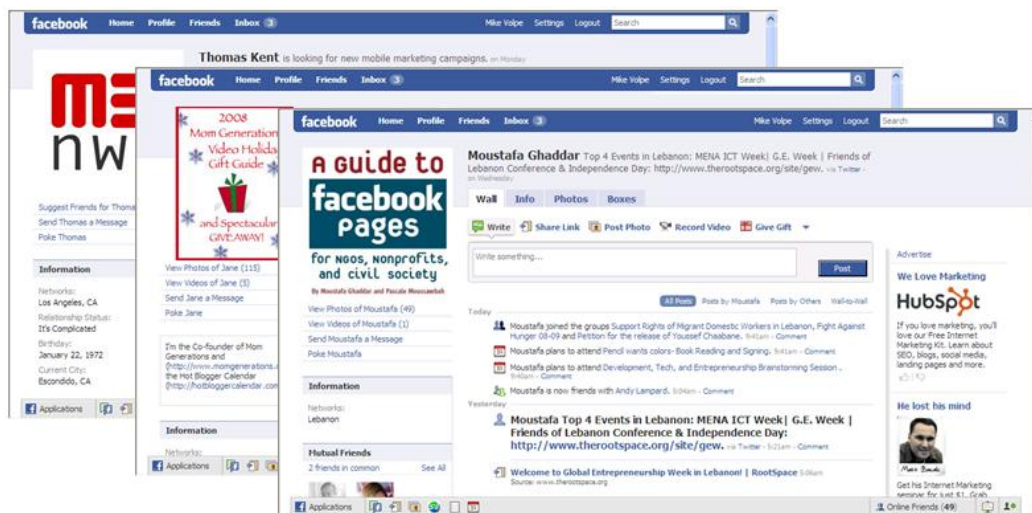 facebook Home Profile Friends Inbox 3 Mike Volpe Settings Logout Search
Thomas Kent is looking for new mobile marketing campaigns. on Monday
Suggest Friends for Thoma
Send Thomas a Message
Poke Thomas
Information
Networks:
Los Angeles, CA
Relationship Status:
It's Complicated
Birthday:
January 22, 1972
Current City:
Escondido, CA
Applications
facebook Home Profile Friends Inbox 3 Mike Volpe Settings Logout Search
2008
Mom Generation
Video Holida
Gift Guide
and Spectacular
GIVEAWAY!
View Photos of Jane (115)
View Videos of Jane (5)
Send Jane a Message
Poke Jane
I'm the Co-founder of Mom
Generations and
(http://www.momgenerations.c
the Hot Blogger Calendar
(http://hotbloggercalendar.com
Information
Networks:
Applications
facebook Home Profile Friends Inbox 3 Mike Volpe Settings Logout Search
A Guide to
facebook
pages
for NGOs, nonprofits,
and civil society
By Moustafa Ghaddar and Pascale Moussawbah
View Photos of Moustafa (49)
View Videos of Moustafa (1)
Send Moustafa a Message
Poke Moustafa
Information
Networks:
Lebanon
Mutual Friends
2 friends in common See All
Moustafa Ghaddar Top 4 Events in Lebanon: MENA ICT Week| G.E. Week | Friends of
Lebanon Conference & Independence Day: http://www.therootspace.org/site/gew. via Twitter -
on Wednesday
Wall Info Photos Boxes
Write Share Link Post Photo Record Video Give Gift
Write something...
Post
All Posts Posts by Moustafa Posts by Others Wall-to-Wall
Today
Moustafa joined the groups Support Rights of Migrant Domestic Workers in Lebanon, Fight Against
Hunger 08-09 and Petition for the release of Youssef Chaabane. 9:41am - Comment
Moustafa plans to attend Pencil wants colors- Book Reading and Signing. 9:41am - Comment
Moustafa plans to attend Development, Tech, and Entrepreneurship Brainstorming Session .
9:40am - Comment
Moustafa is now friends with Andy Lampard. 5:04am - Comment
Yesterday
Moustafa Top 4 Events in Lebanon: MENA ICT Week| G.E. Week |
Friends of Lebanon Conference & Independence Day:
http://www.therootspace.org/site/gew. via Twitter - 5:21am - Comment
Welcome to Global Entrepreneurship Week in Lebanon! | RootSpace 5:06am
Source: www.therootspace.org
Advertise
We Love Marketing
HubSpot
If you love marketing, you'll
love our Free Internet
Marketing Kit. Learn about
SEO, blogs, social media,
landing pages and more.
He lost his mind
Get his Internet Marketing
seminar for just $1. Grab
Applications Online Friends (49)